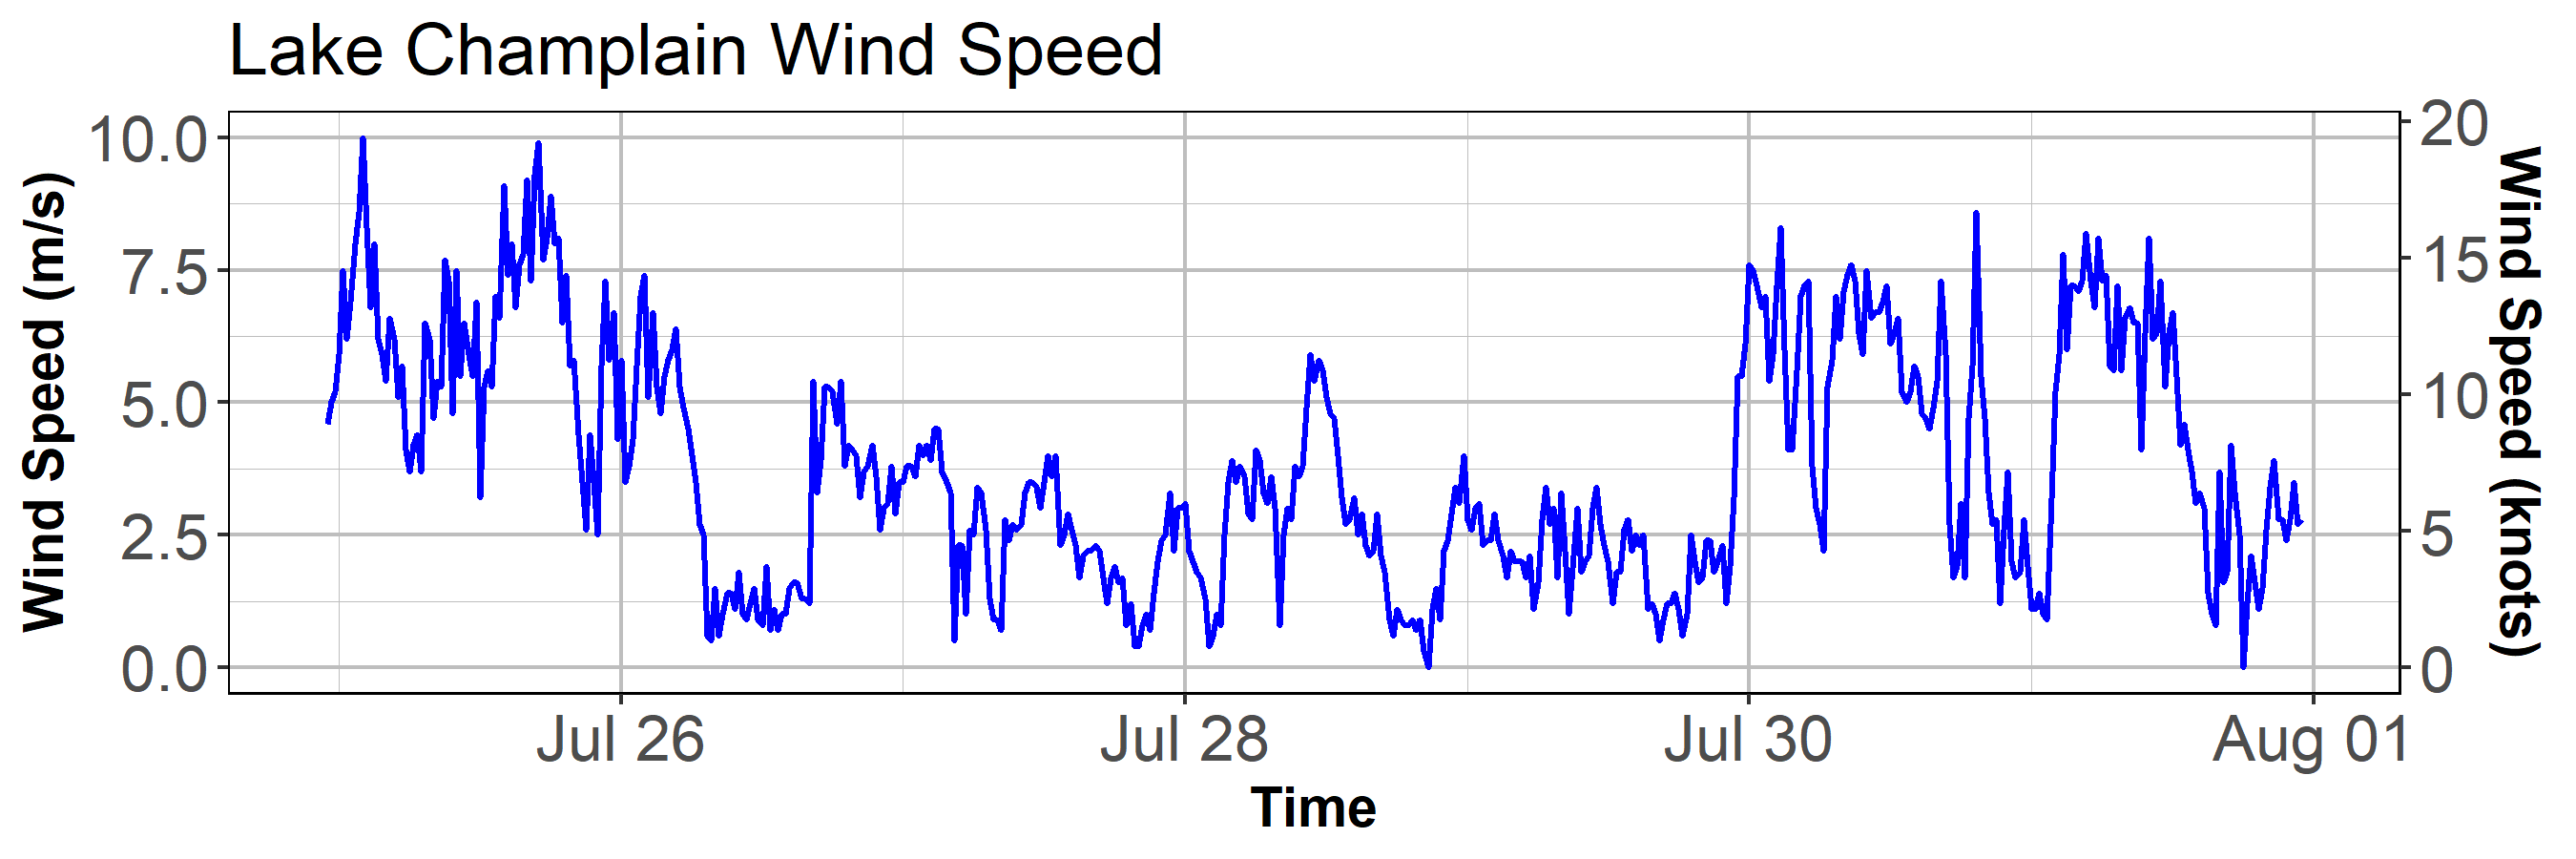 Lake Champlain Wind Speed
10.0
7.5
5.0
2.5
0.0
Wind Speed (m/s)
20
15
10
5
0
Wind Speed (knots)
Jul 26
Jul 28
Jul 30
Aug 01
Time